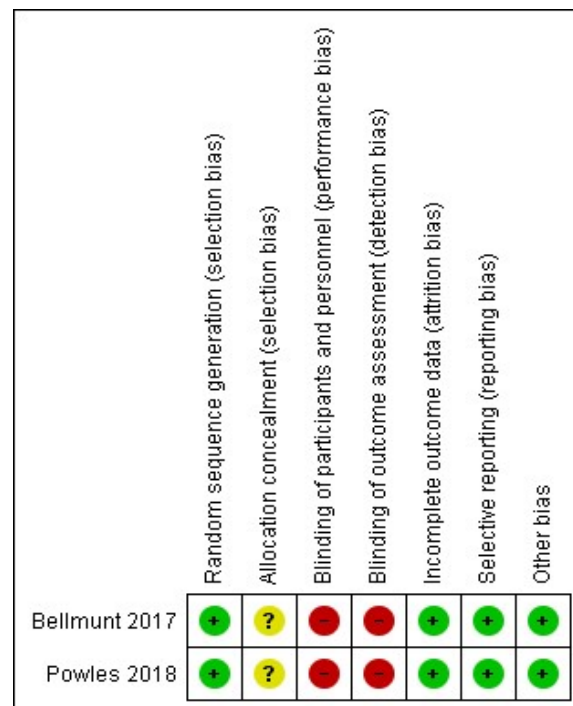 Random sequence generation (selection bias)
Allocation concealment (selection bias)
Blinding of participants and personnel (performance bias)
Blinding of outcome assessment (detection bias)
Incomplete outcome data (attrition bias)
Selective reporting (reporting bias)
Other bias
Bellmunt 2017 + ? - - + + +
Powles 2018 + ? - - + + +